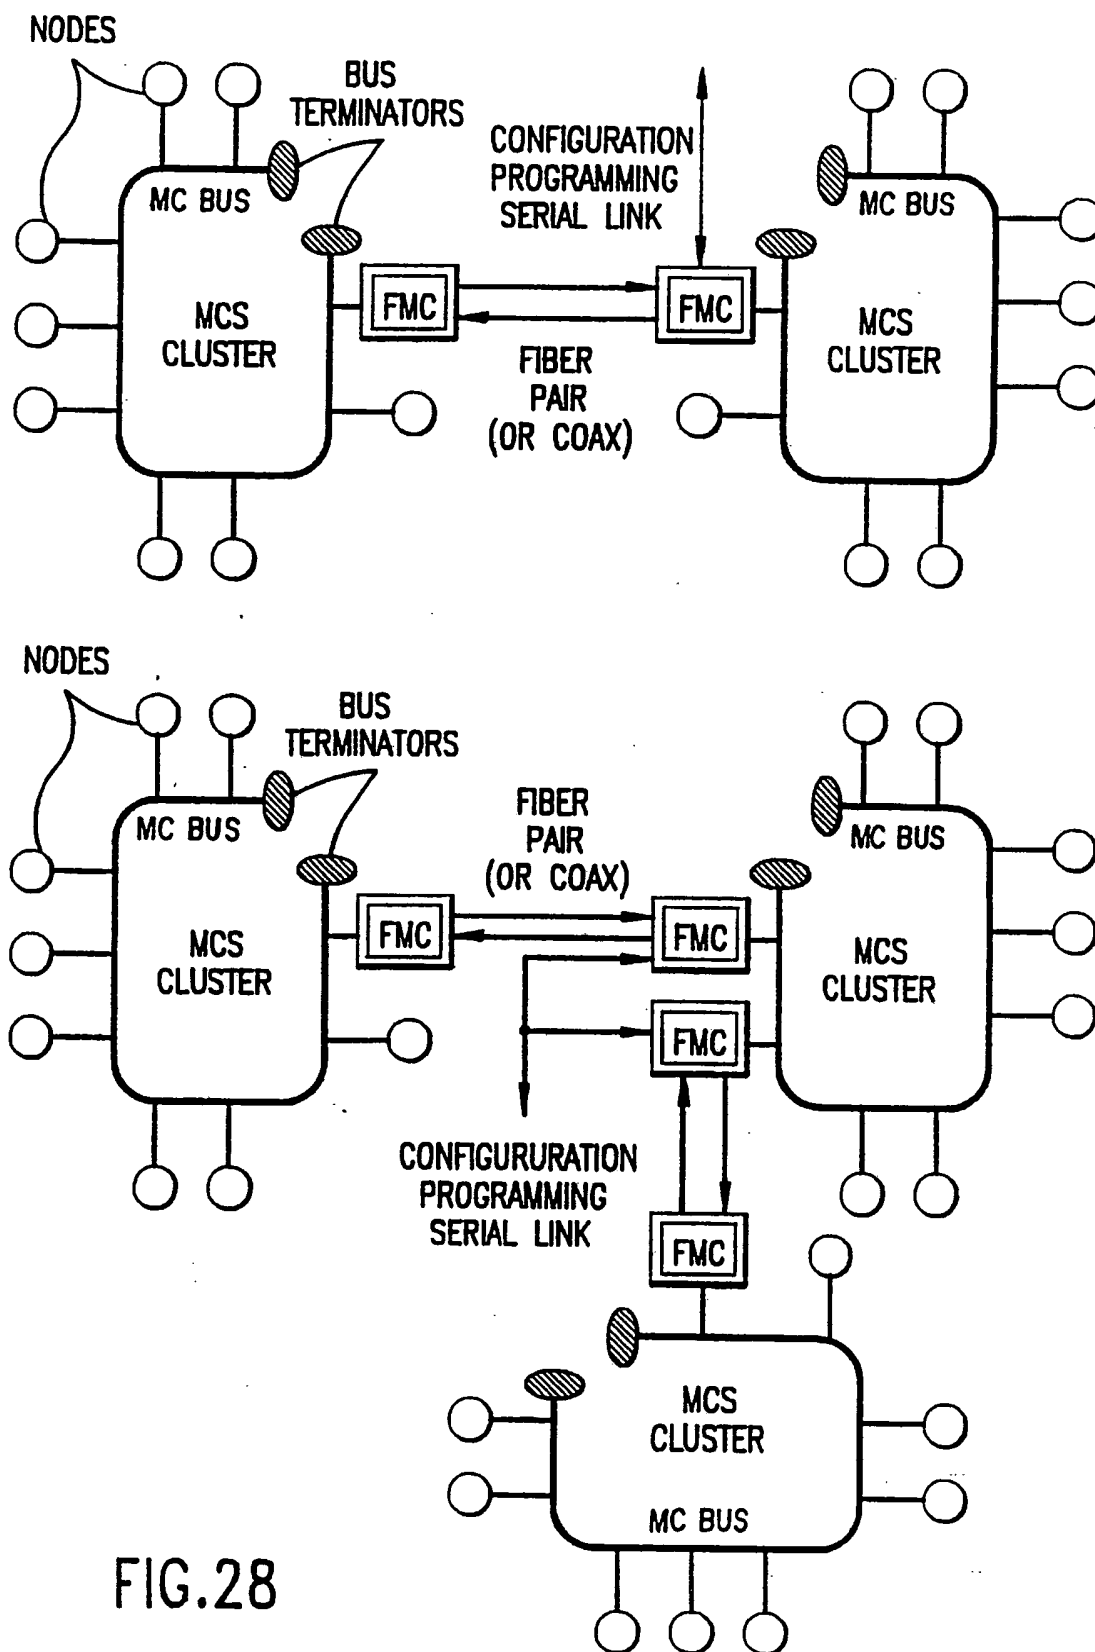 NODES
BUS
TERMINATORS
CONFIGURATION
PROGRAMMING
SERIAL LINK
MC BUS
MC BUS
MCS
CLUSTER
FMC
FMC
MCS
CLUSTER
FIBER
PAIR
(OR COAX)
NODES
BUS
TERMINATORS
FIBER
PAIR
(OR COAX)
MC BUS
MC BUS
MCS
CLUSTER
FMC
FMC
MCS
CLUSTER
FMC
CONFIGURURATION
PROGRAMMING
SERIAL LINK
FMC
MCS
CLUSTER
MC BUS
FIG.28